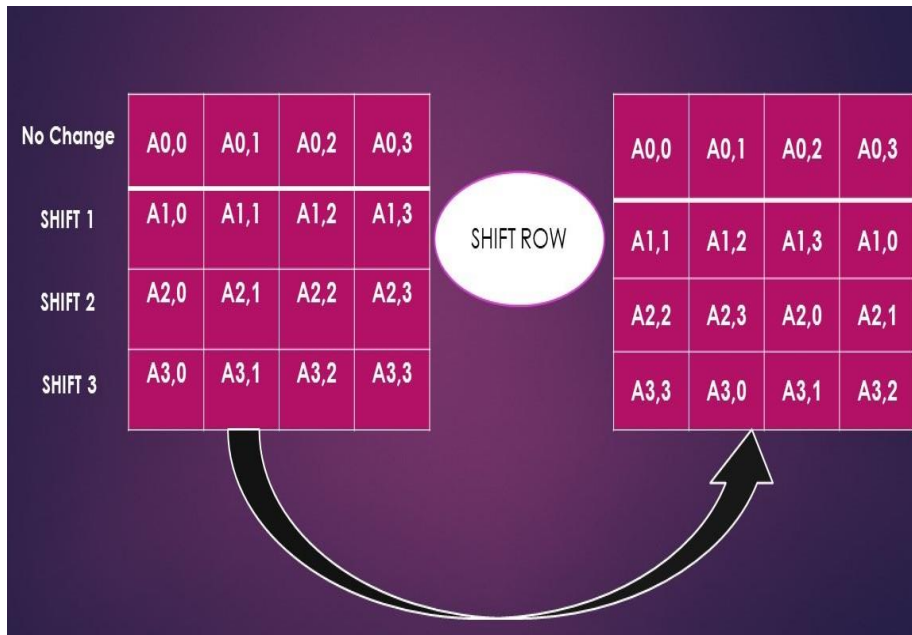 No Change A0,0 A0,1 A0,2 A0,3
SHIFT 1 A1,0 A1,1 A1,2 A1,3
SHIFT 2 A2,0 A2,1 A2,2 A2,3
SHIFT 3 A3,0 A3,1 A3,2 A3,3
SHIFT ROW
A0,0 A0,1 A0,2 A0,3
A1,1 A1,2 A1,3 A1,0
A2,2 A2,3 A2,0 A2,1
A3,3 A3,0 A3,1 A3,2